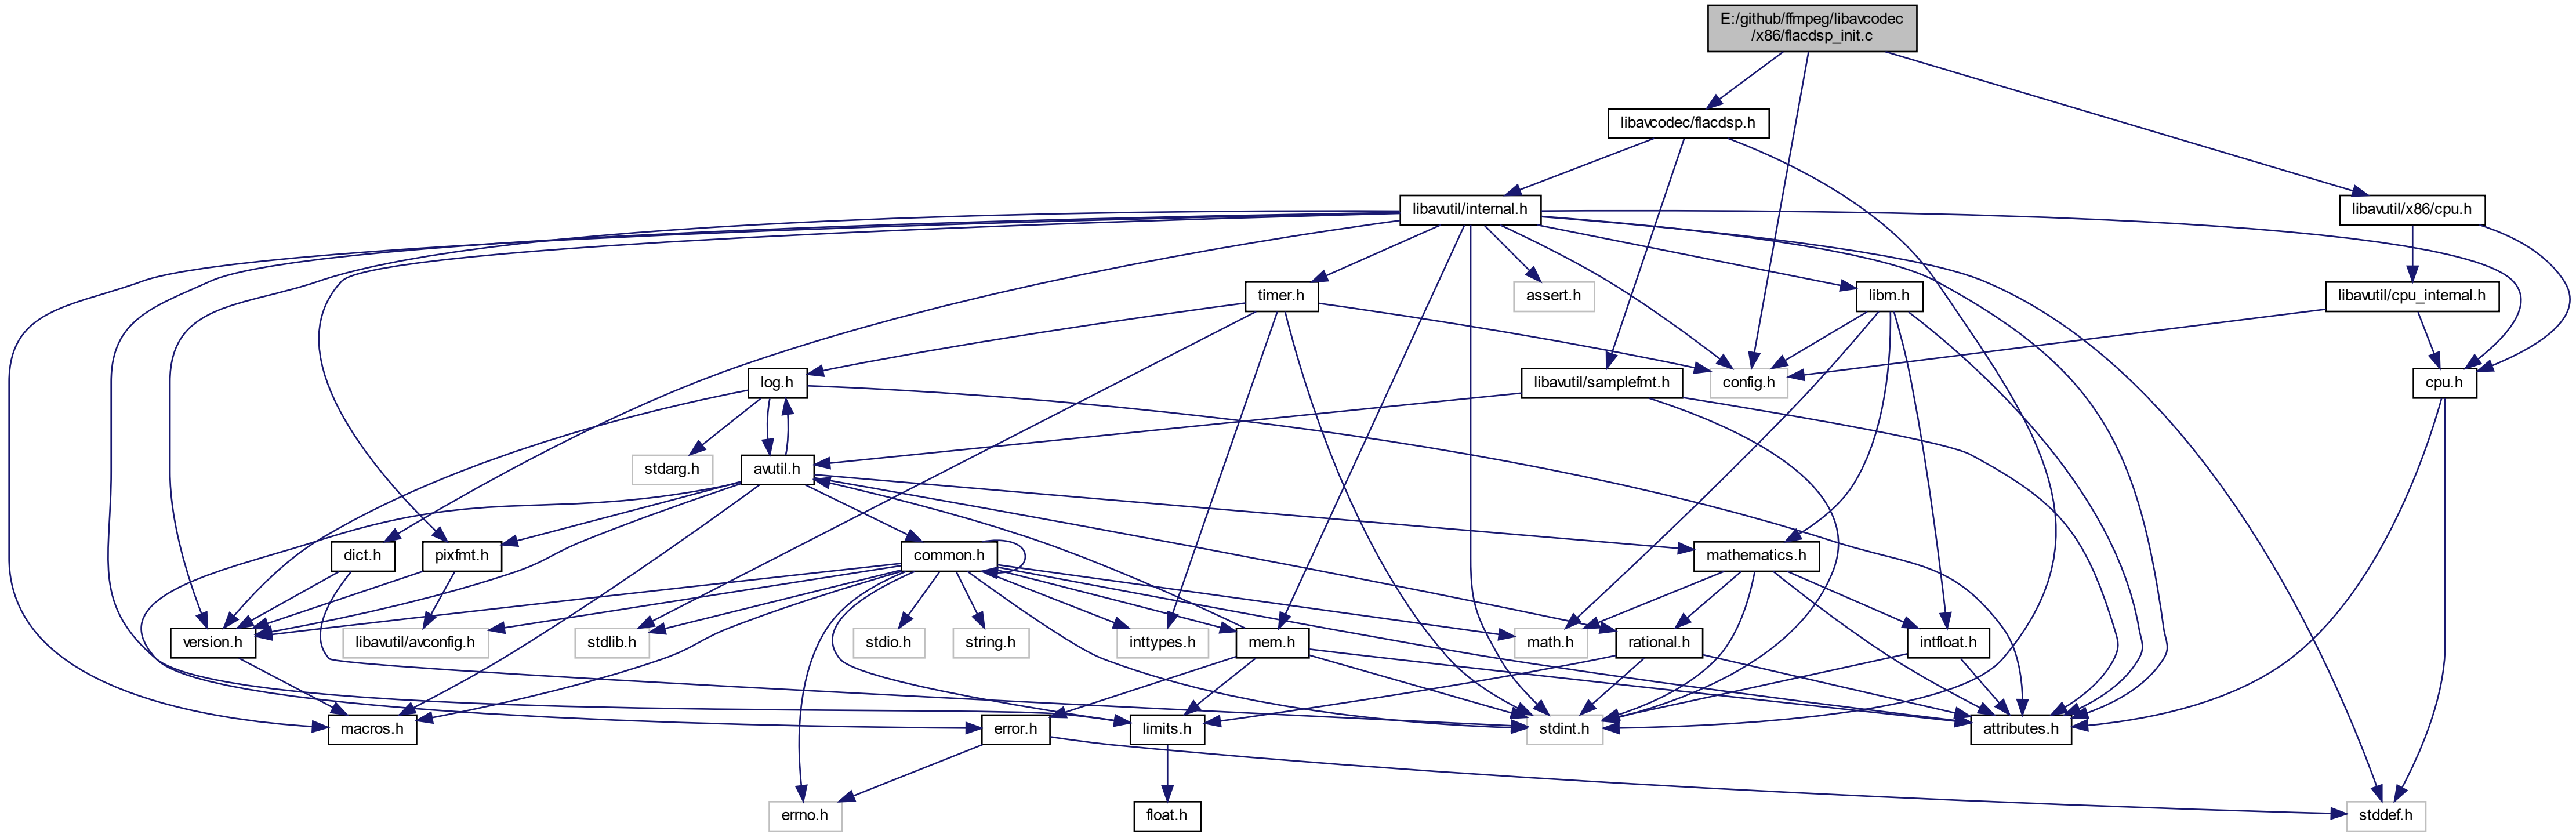 E:/github/ffmpeg/libavcodec
/x86/flacdsp_init.c
libavcodec/flacdsp.h
libavutil/internal.h
libavutil/x86/cpu.h
timer.h
assert.h
libm.h
libavutil/cpu_internal.h
log.h
libavutil/samplefmt.h
config.h
cpu.h
stdarg.h
avutil.h
dict.h
pixfmt.h
common.h
mathematics.h
version.h
libavutil/avconfig.h
stdlib.h
stdio.h
string.h
inttypes.h
mem.h
math.h
rational.h
intfloat.h
macros.h
error.h
limits.h
stdint.h
attributes.h
errno.h
float.h
stddef.h